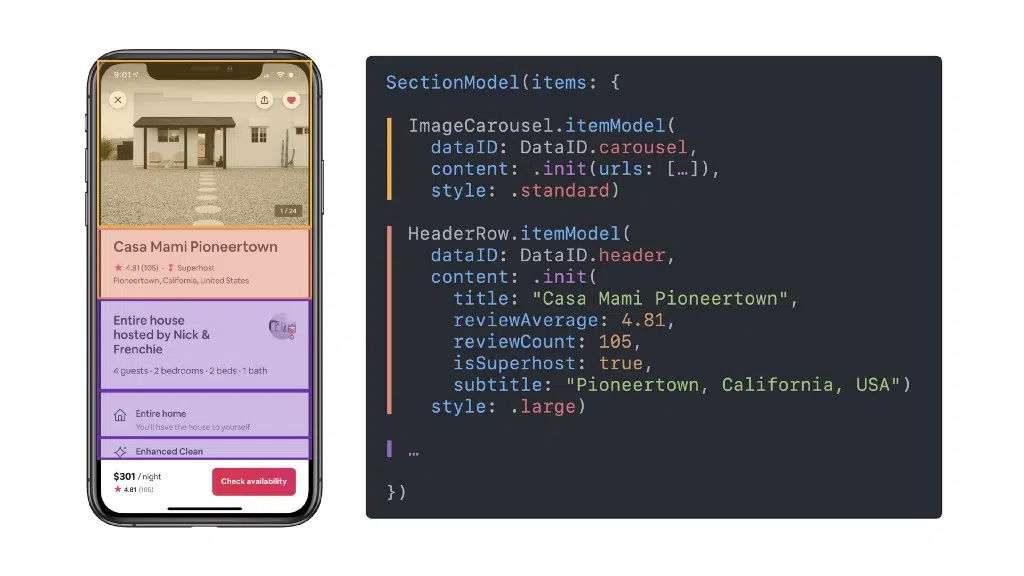 9:01
1 / 24
Casa Mami Pioneertown
4.81 (105) · Superhost
Pioneertown, California, United States
Entire house
hosted by Nick &
Frenchie
4 guests · 2 bedrooms · 2 beds · 1 bath
Entire home
You'll have the house to yourself.
Enhanced Clean
$301 / night
4.81 (105)
Check availability
SectionModel(items: {
ImageCarousel.itemModel(
dataID: DataID.carousel,
content: .init(urls: […]),
style: .standard)
HeaderRow.itemModel(
dataID: DataID.header,
content: .init(
title: "Casa Mami Pioneertown",
reviewAverage: 4.81,
reviewCount: 105,
isSuperhost: true,
subtitle: "Pioneertown, California, USA")
style: .large)
…
})